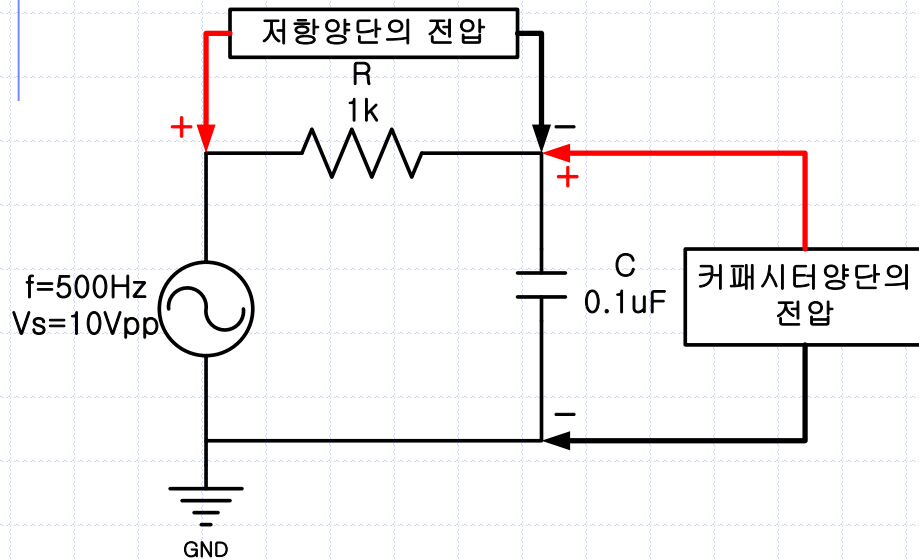 저항양단의 전압
R
1k
+
−
+
f=500Hz
Vs=10Vpp
C
0.1uF
커패시터양단의
전압
−
GND